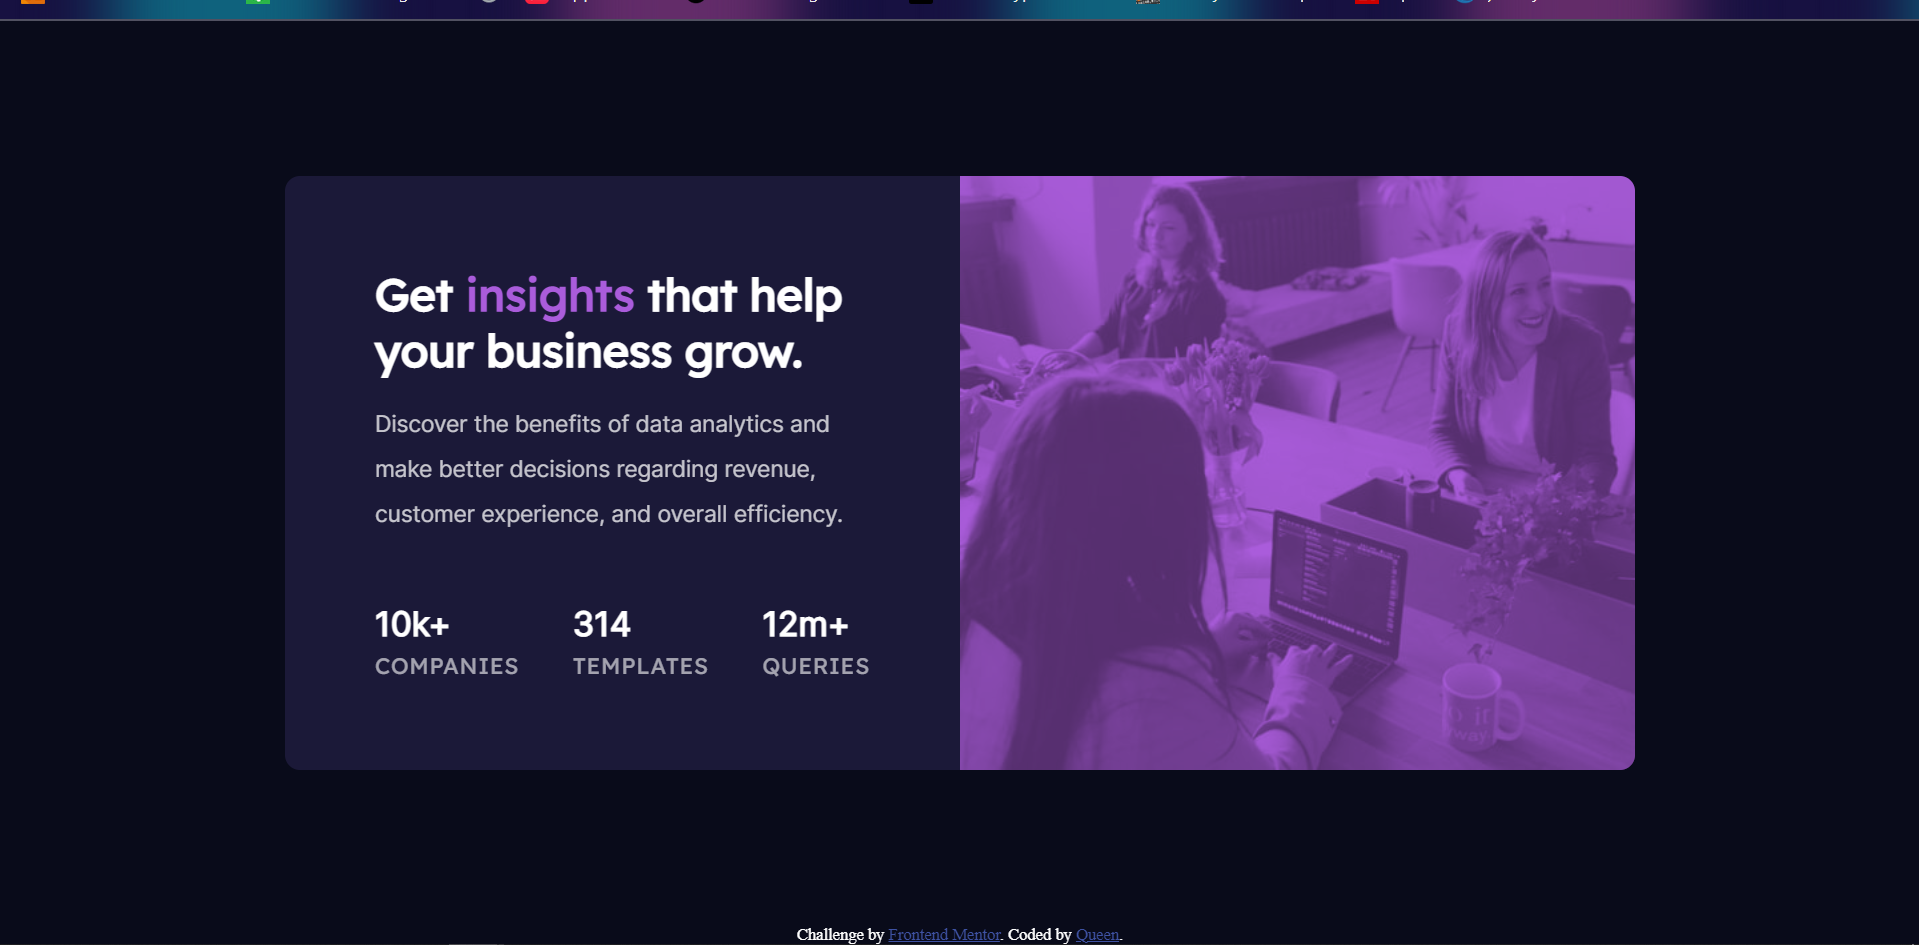 Get insights that help
your business grow.
Discover the benefits of data analytics and
make better decisions regarding revenue,
customer experience, and overall efficiency.
10k+ 314 12m+
COMPANIES TEMPLATES QUERIES
Challenge by Frontend Mentor. Coded by Queen.